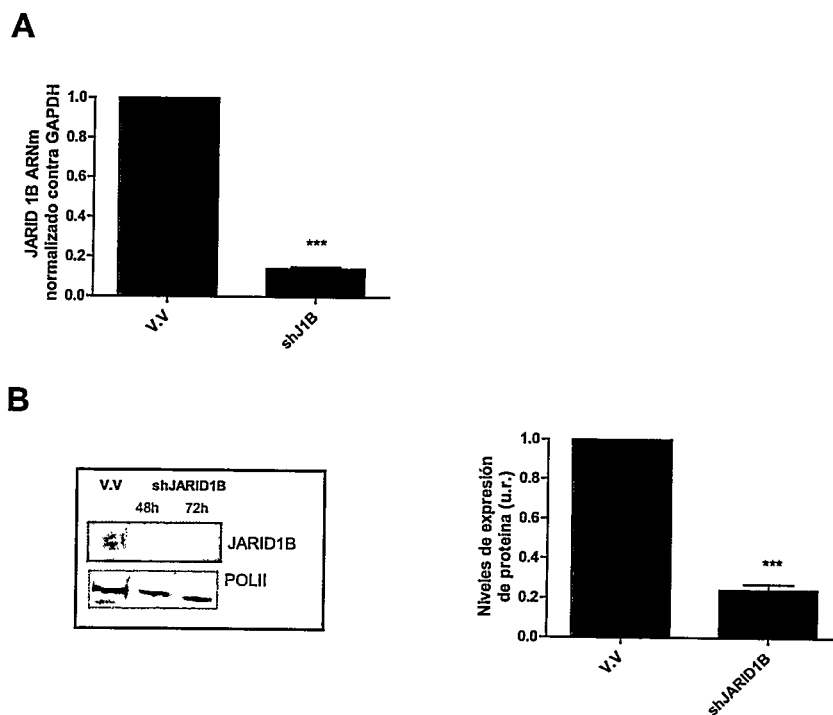 A
JARID 1B ARNm
normalizado contra GAPDH
1.0
0.8
0.6
0.4
0.2
0.0
***
V.V
shJ1B
B
V.V shJARID1B
48h 72h
JARID1B
POLII
Niveles de expresión
de proteína (u.r.)
1.0
0.8
0.6
0.4
0.2
0.0
***
V.V
shJARID1B